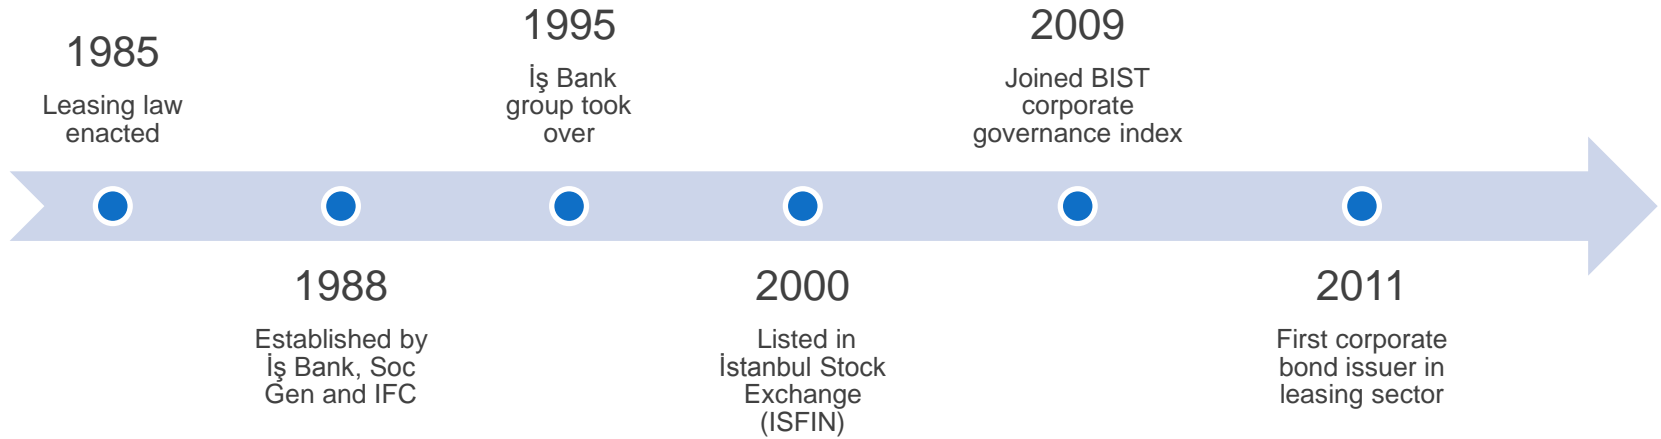 1985
Leasing law
enacted
1988
Established by
İş Bank, Soc
Gen and IFC
1995
İş Bank
group took
over
2000
Listed in
İstanbul Stock
Exchange
(ISFIN)
2009
Joined BIST
corporate
governance index
2011
First corporate
bond issuer in
leasing sector